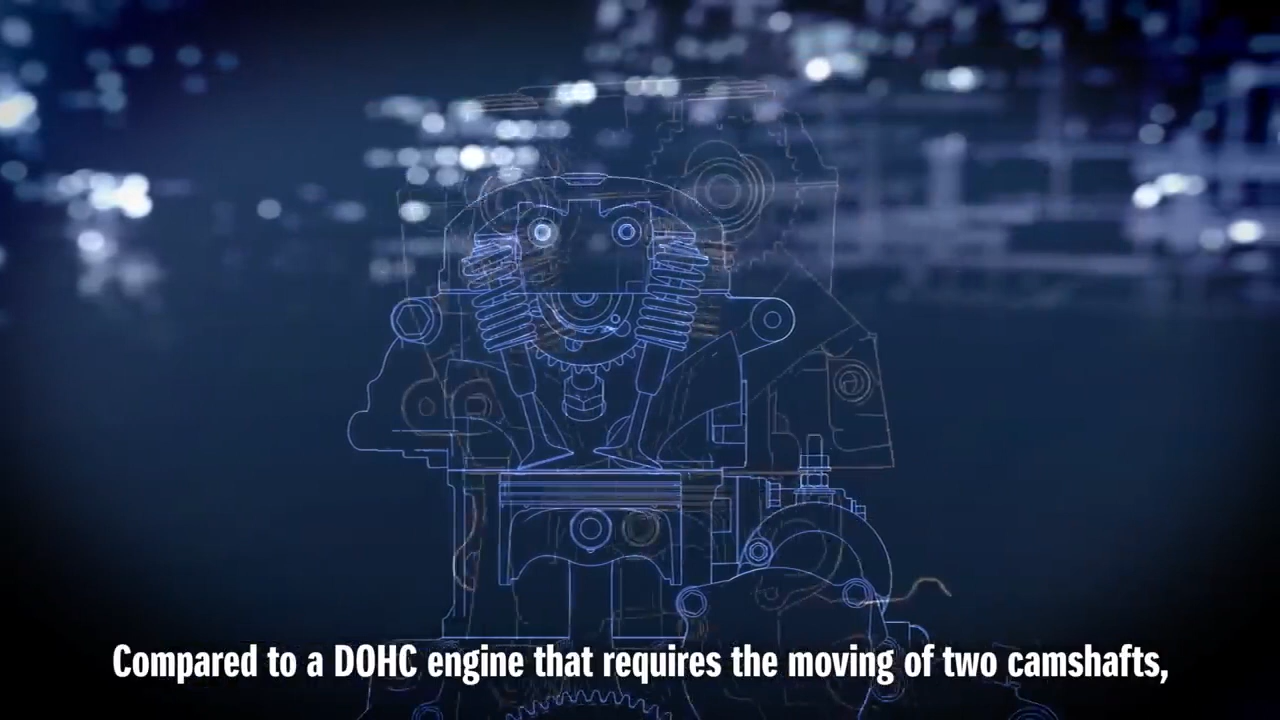 Compared to a DOHC engine that requires the moving of two camshafts,